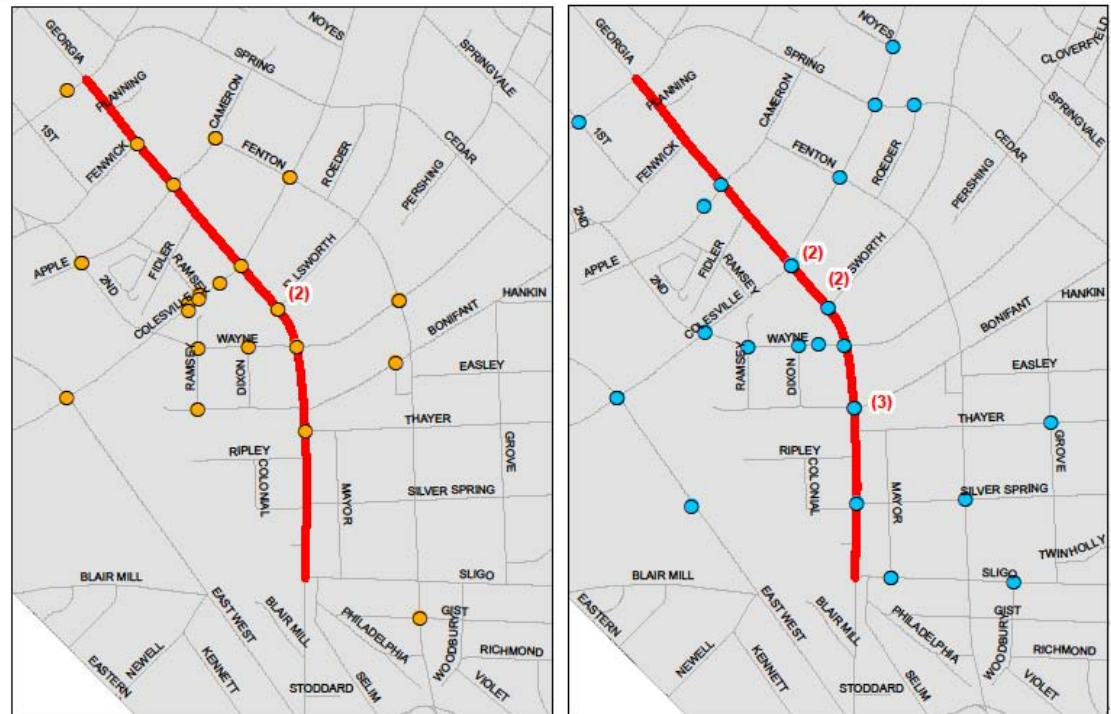 GEORGIA
NOYES
SPRING
SPRINGVALE
PLANNING
CAMERON
1ST
FENWICK
FENTON
ROEDER
CEDAR
PERSHING
APPLE
2ND
FIDLER
RAMSEY
ELLSWORTH
(2)
COLESVILLE
HANKIN
BONIFANT
WAYNE
RAMSEY
DIXON
EASLEY
THAYER
RIPLEY
COLONIAL
MAYOR
GROVE
SILVER SPRING
BLAIR MILL
SLIGO
EAST WEST
BLAIR MILL
PHILADELPHIA
GIST
WOODBURY
RICHMOND
NEWELL
KENNETT
EASTERN
STODDARD
SELIM
VIOLET
GEORGIA
NOYES
CLOVERFIELD
SPRING
SPRINGVALE
PLANNING
CAMERON
1ST
FENWICK
FENTON
ROEDER
CEDAR
PERSHING
2ND
APPLE
2ND
FIDLER
RAMSEY
(2)
(2)
ELLSWORTH
COLESVILLE
HANKIN
BONIFANT
WAYNE
RAMSEY
DIXON
EASLEY
(3)
THAYER
RIPLEY
COLONIAL
MAYOR
GROVE
SILVER SPRING
TWIN HOLLY
BLAIR MILL
SLIGO
EASTERN
BLAIR MILL
PHILADELPHIA
GIST
WOODBURY
RICHMOND
NEWELL
KENNETT
STODDARD
SELIM
VIOLET